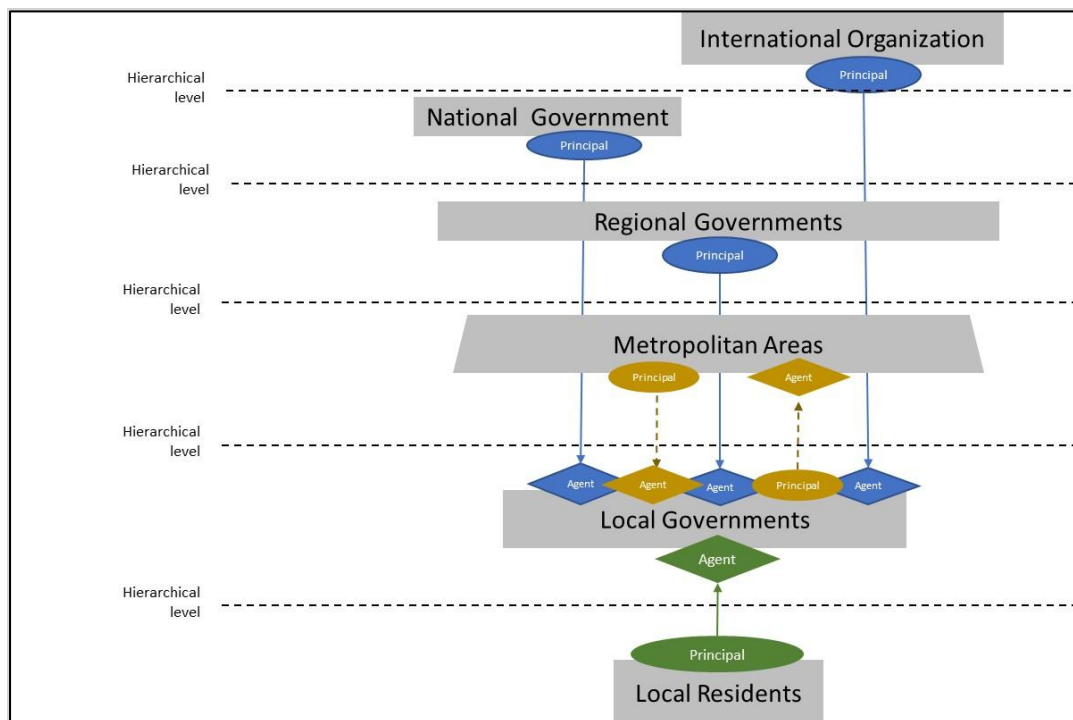 International Organization
Principal
Hierarchical
level
National Government
Principal
Hierarchical
level
Regional Governments
Principal
Hierarchical
level
Metropolitan Areas
Principal
Agent
Hierarchical
level
Agent
Agent
Agent
Principal
Agent
Local Governments
Agent
Hierarchical
level
Principal
Local Residents